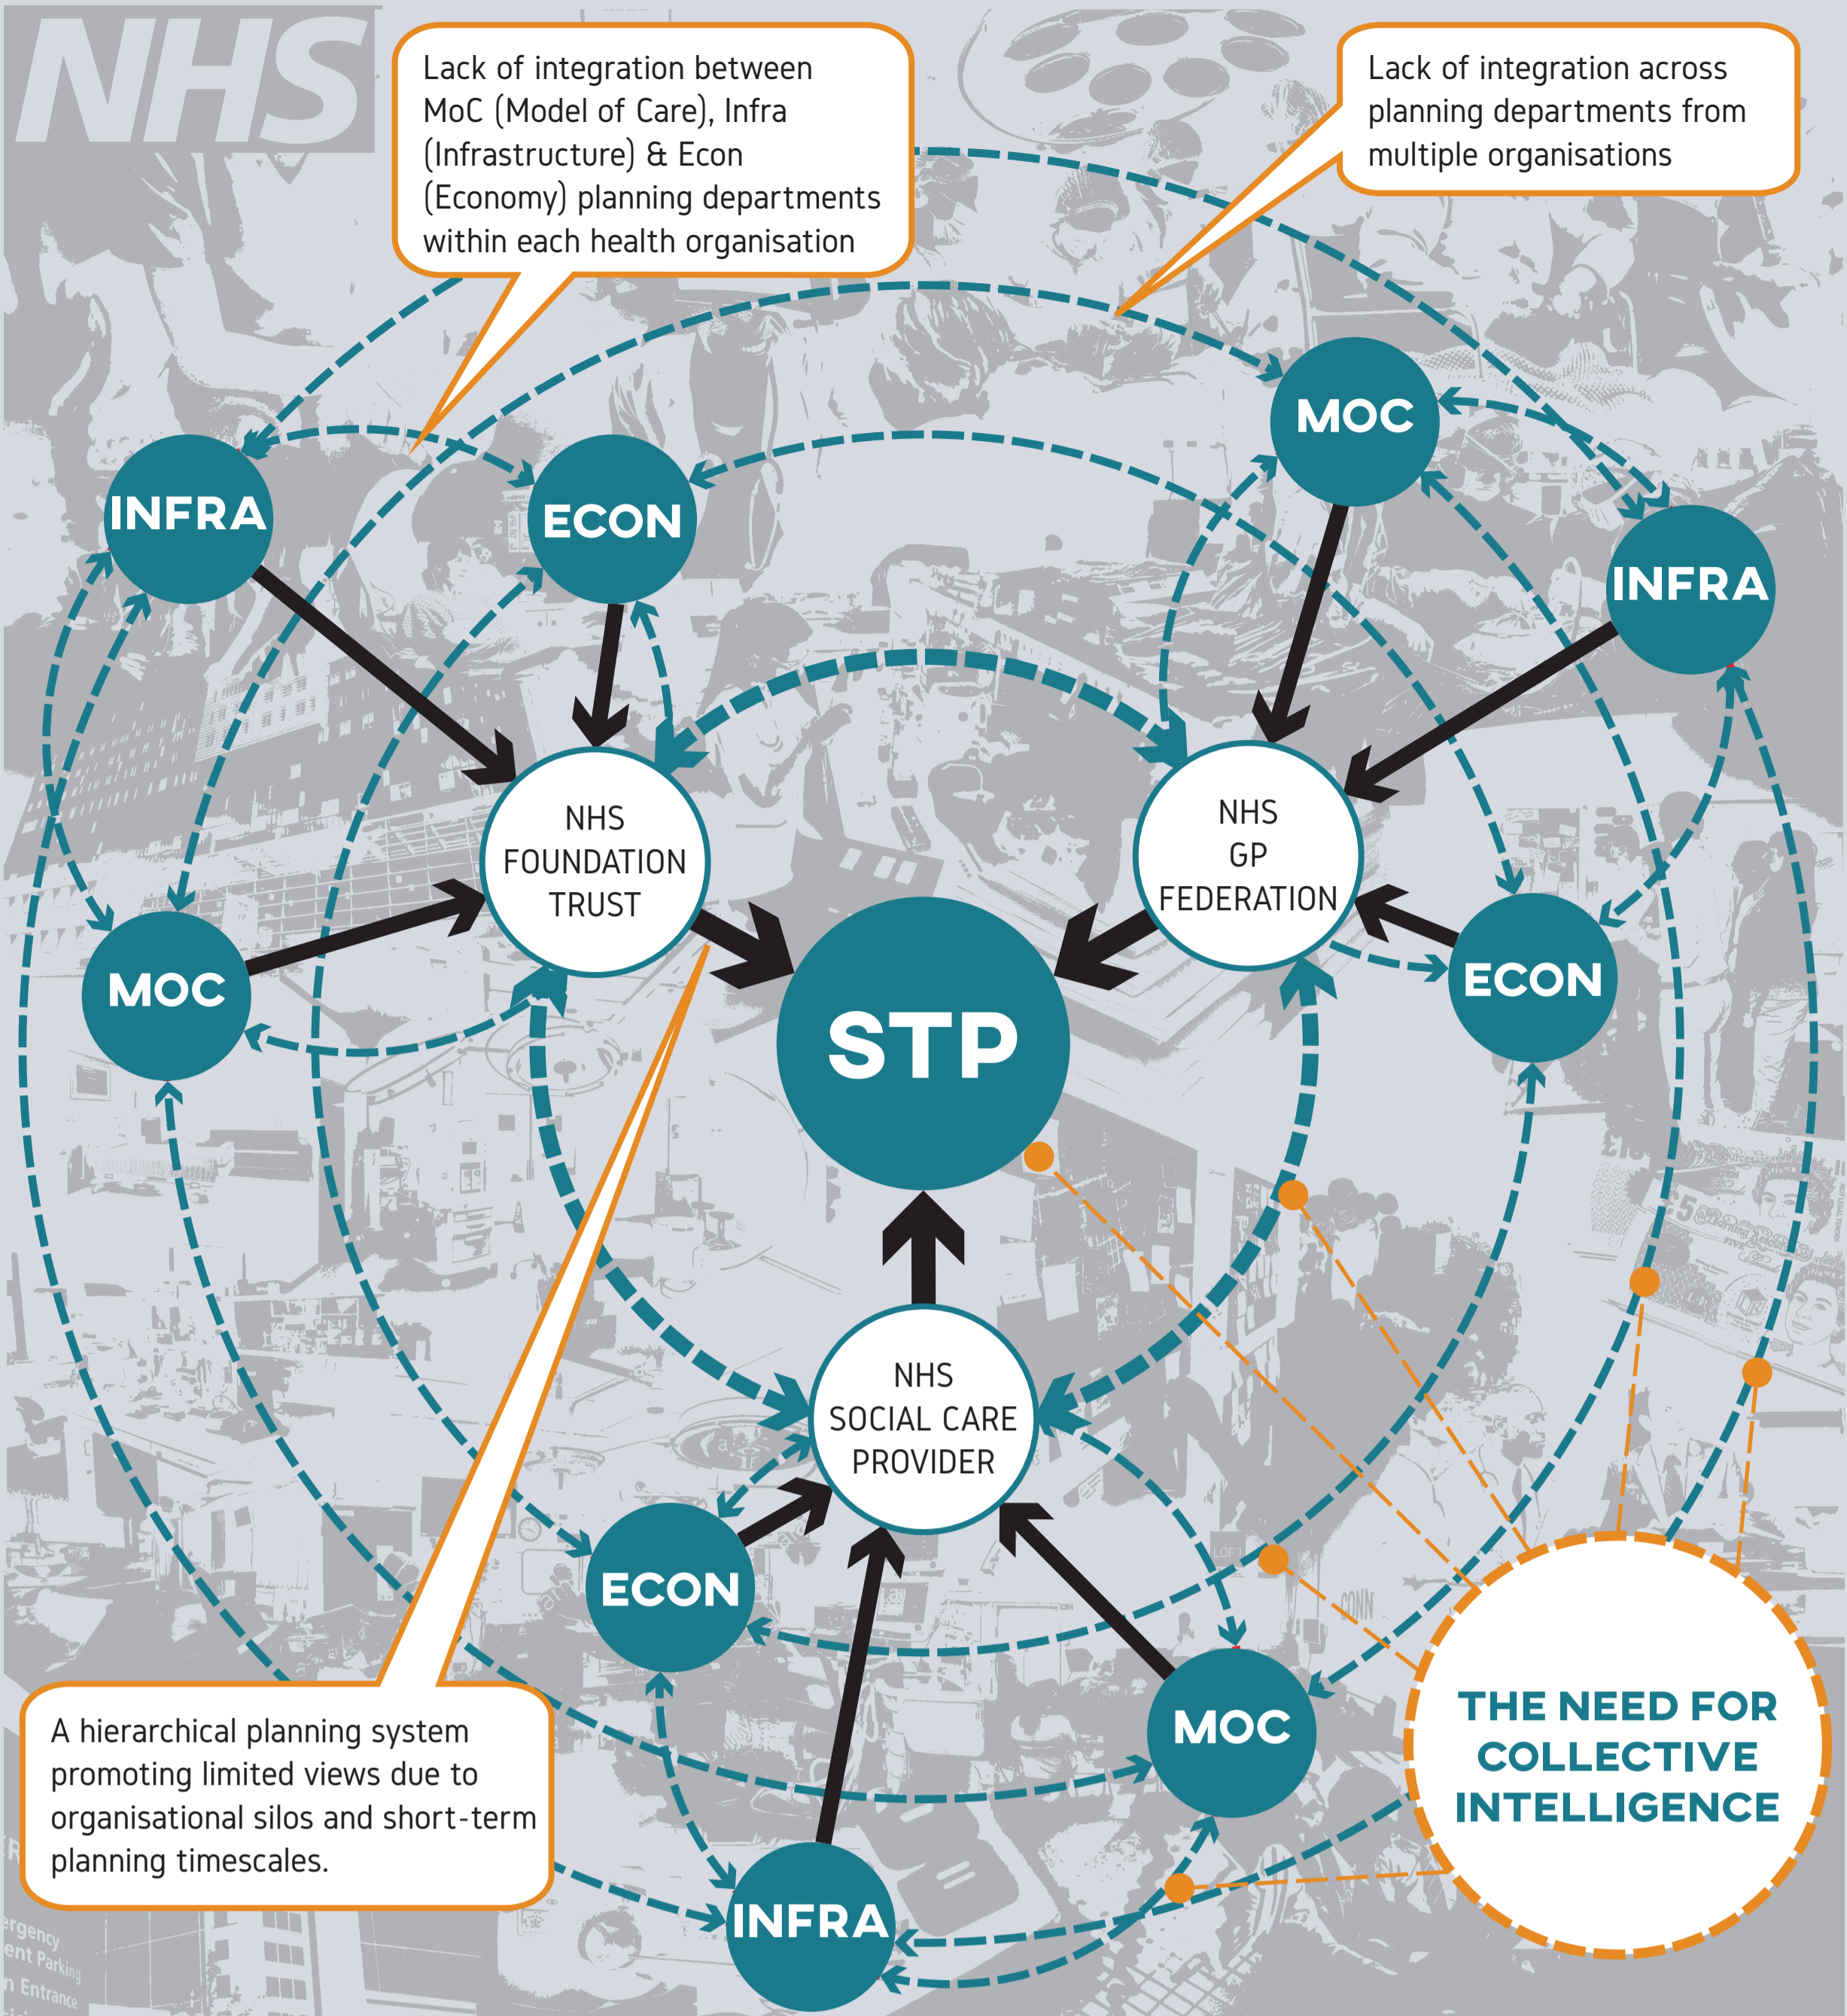 NHS
Lack of integration between
MoC (Model of Care), Infra
(Infrastructure) & Econ
(Economy) planning departments
within each health organisation
Lack of integration across
planning departments from
multiple organisations
MOC
INFRA
ECON
INFRA
NHS
FOUNDATION
TRUST
NHS
GP
FEDERATION
MOC
ECON
STP
£5
NHS
SOCIAL CARE
PROVIDER
ECON
MOC
INFRA
THE NEED FOR
COLLECTIVE
INTELLIGENCE
A hierarchical planning system
promoting limited views due to
organisational silos and short-term
planning timescales.
Parking
Entrance